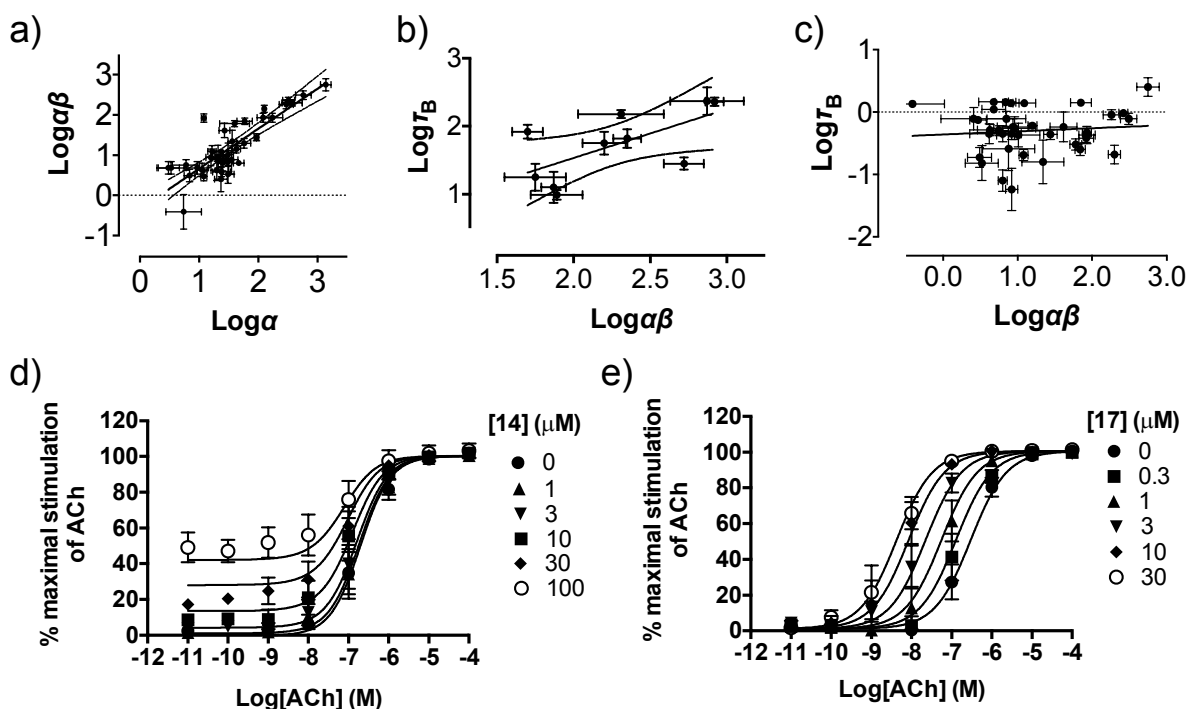 a)
Logαβ
3
2
1
0
-1
0
1
2
3
Logα
b)
LogτB
3
2
1
1.5
2.0
2.5
3.0
Logαβ
c)
LogτB
1
0
-1
-2
0.0
1.0
2.0
3.0
Logαβ
d)
% maximal stimulation
of ACh
120
100
80
60
40
20
0
-12 -11 -10 -9 -8 -7 -6 -5 -4
Log[ACh] (M)
[14] (μM)
0
1
3
10
30
100
e)
% maximal stimulation
of ACh
120
100
80
60
40
20
0
-12 -11 -10 -9 -8 -7 -6 -5 -4
Log[ACh] (M)
[17] (μM)
0
0.3
1
3
10
30